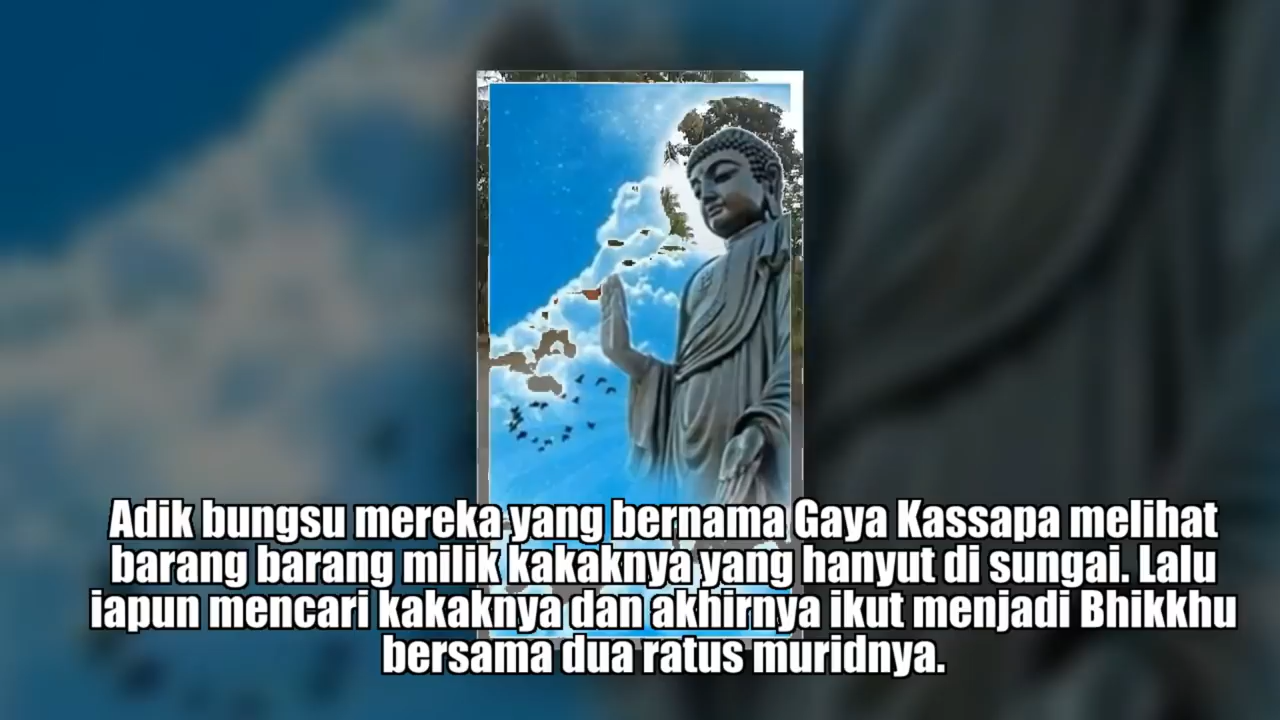 Adik bungsu mereka yang bernama Gaya Kassapa melihat
barang barang milik kakaknya yang hanyut di sungai. Lalu
iapun mencari kakaknya dan akhirnya ikut menjadi Bhikkhu
bersama dua ratus muridnya.